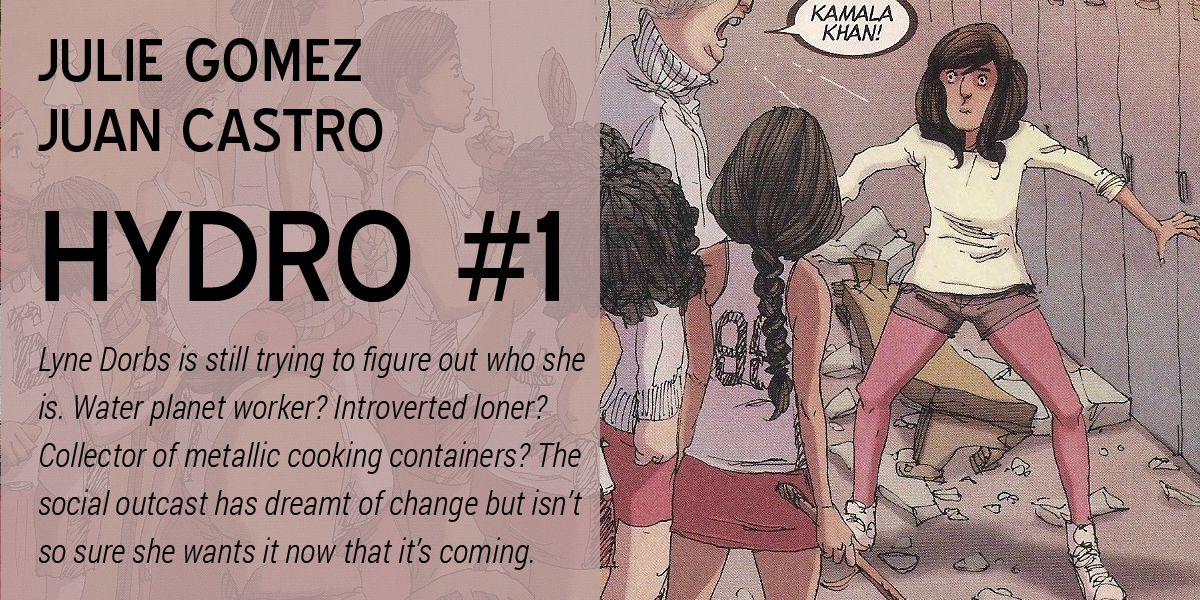 JULIE GOMEZ
JUAN CASTRO
HYDRO #1
Lyne Dorbs is still trying to figure out who she
is. Water planet worker? Introverted loner?
Collector of metallic cooking containers? The
social outcast has dreamt of change but isn't
so sure she wants it now that it's coming.
KAMALA
KHAN!